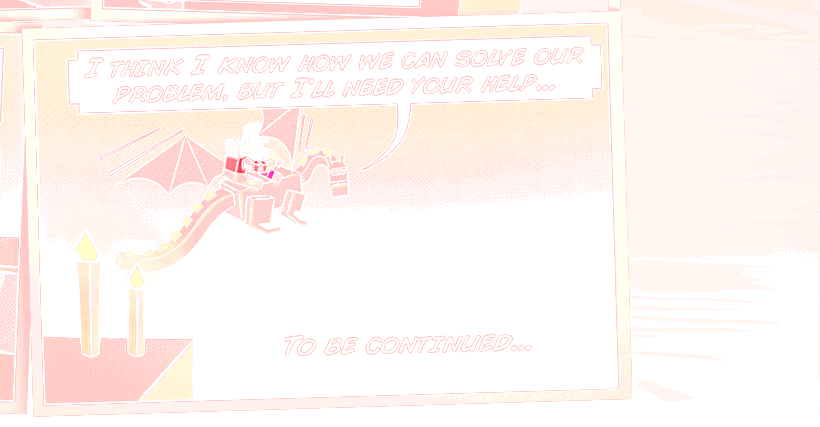 I THINK I KNOW HOW WE CAN SOLVE OUR
PROBLEM, BUT I'LL NEED YOUR HELP...
TO BE CONTINUED...